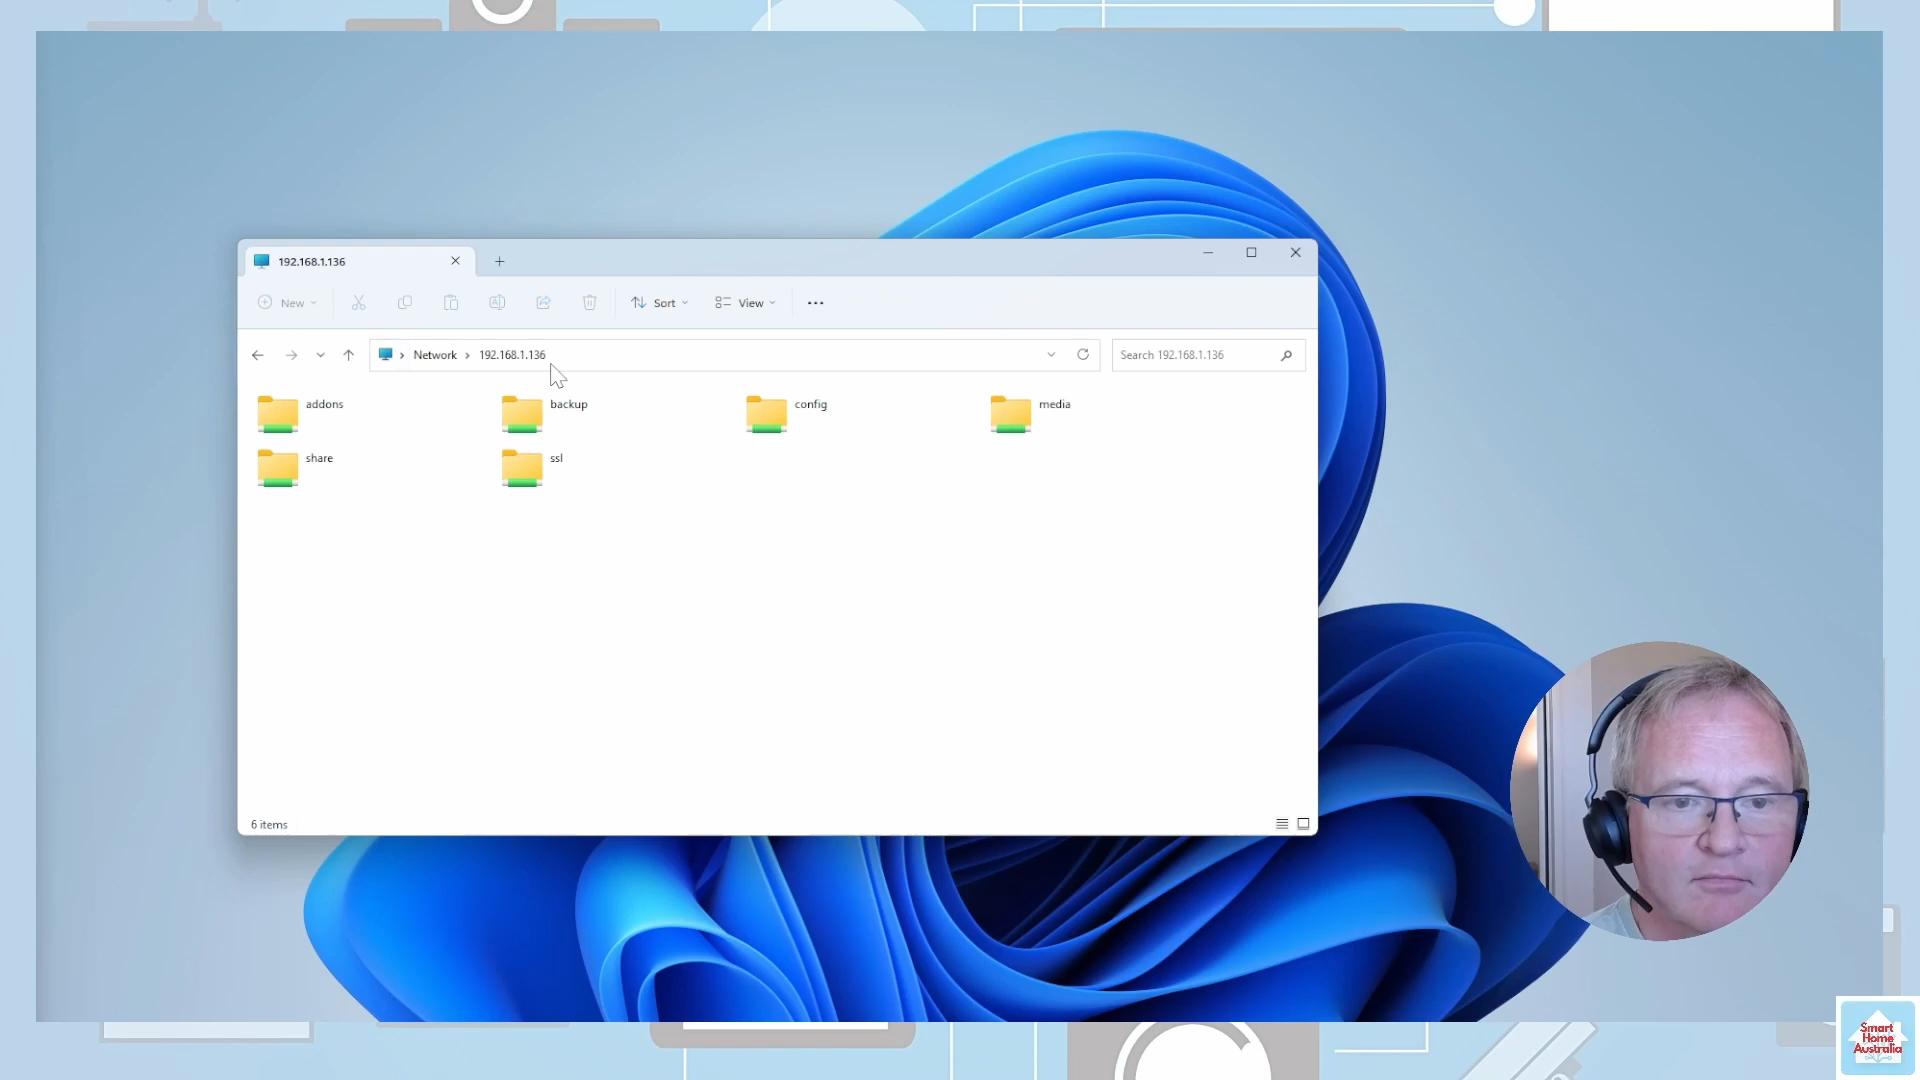 192.168.1.136
New
Sort
View
Network
192.168.1.136
Search 192.168.1.136
addons
backup
config
media
share
ssl
6 items
Smart
Home
Australia